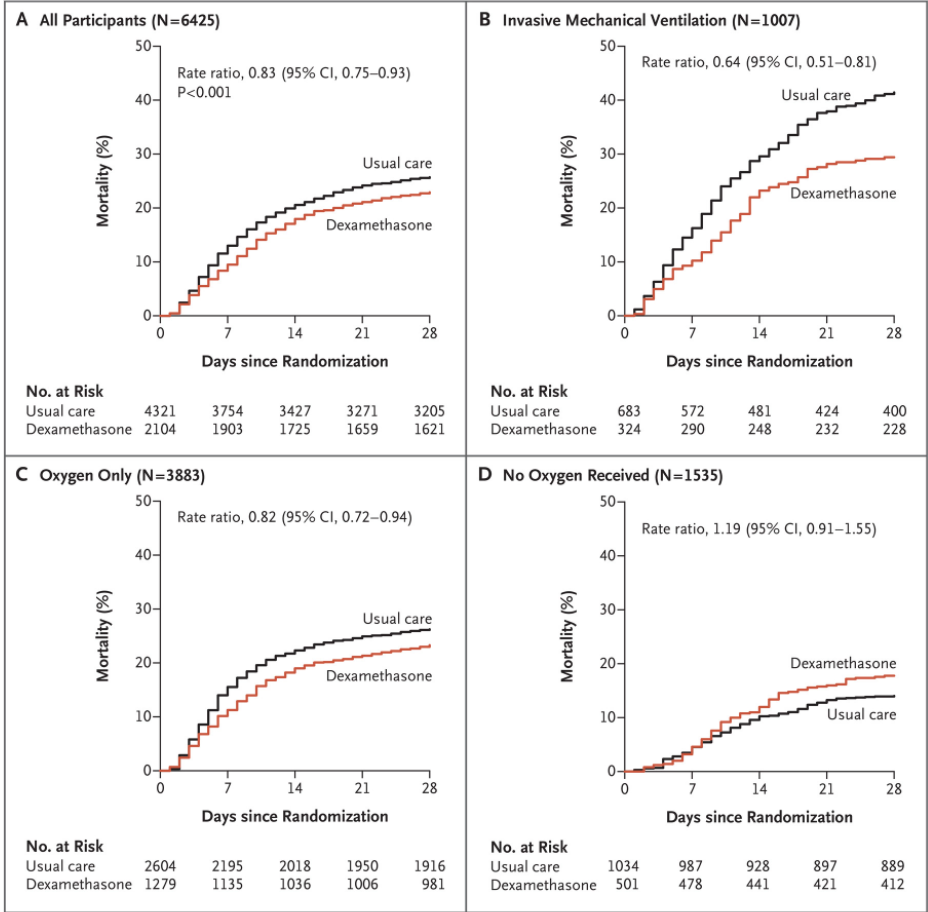 A All Participants (N=6425)
50
40
30
20
10
0
Mortality (%)
Rate ratio, 0.83 (95% CI, 0.75–0.93)
P<0.001
Usual care
Dexamethasone
0 7 14 21 28
Days since Randomization
No. at Risk
Usual care 4321 3754 3427 3271 3205
Dexamethasone 2104 1903 1725 1659 1621
B Invasive Mechanical Ventilation (N=1007)
50
40
30
20
10
0
Mortality (%)
Rate ratio, 0.64 (95% CI, 0.51–0.81)
Usual care
Dexamethasone
0 7 14 21 28
Days since Randomization
No. at Risk
Usual care 683 572 481 424 400
Dexamethasone 324 290 248 232 228
C Oxygen Only (N=3883)
50
40
30
20
10
0
Mortality (%)
Rate ratio, 0.82 (95% CI, 0.72–0.94)
Usual care
Dexamethasone
0 7 14 21 28
Days since Randomization
No. at Risk
Usual care 2604 2195 2018 1950 1916
Dexamethasone 1279 1135 1036 1006 981
D No Oxygen Received (N=1535)
50
40
30
20
10
0
Mortality (%)
Rate ratio, 1.19 (95% CI, 0.91–1.55)
Dexamethasone
Usual care
0 7 14 21 28
Days since Randomization
No. at Risk
Usual care 1034 987 928 897 889
Dexamethasone 501 478 441 421 412